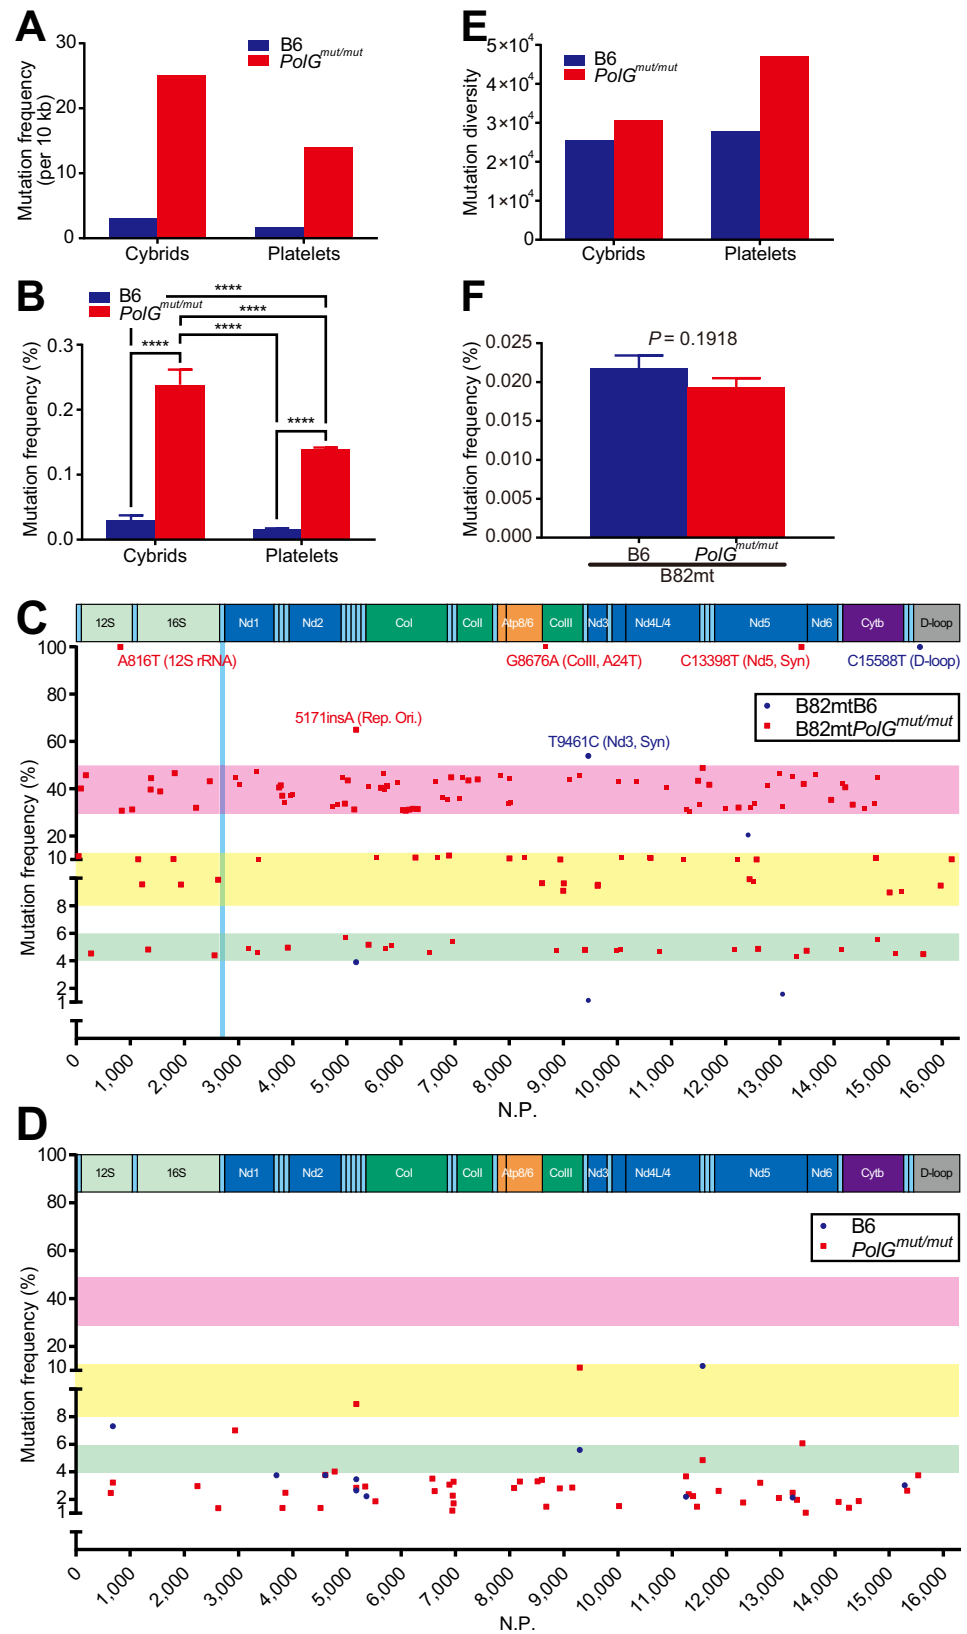 A
Mutation frequency
(per 10 kb)
30
20
10
0
B6
PolG^mut/mut
Cybrids
Platelets
E
Mutation diversity
5×10^4
4×10^4
3×10^4
2×10^4
1×10^4
0
B6
PolG^mut/mut
Cybrids
Platelets
B
B6
PolG^mut/mut
****
****
****
****
****
Mutation frequency (%)
0.3
0.2
0.1
0.0
Cybrids
Platelets
F
P = 0.1918
Mutation frequency (%)
0.025
0.020
0.015
0.010
0.005
0.000
B6
PolG^mut/mut
B82mt
C
12S
16S
Nd1
Nd2
CoI
CoII
Atp8/6
CoIII
Nd3
Nd4L/4
Nd5
Nd6
Cytb
D-loop
A816T (12S rRNA)
G8676A (CoIII, A24T)
C13398T (Nd5, Syn)
C15588T (D-loop)
5171insA (Rep. Ori.)
T9461C (Nd3, Syn)
B82mtB6
B82mtPolG^mut/mut
Mutation frequency (%)
100
80
60
40
20
10
8
6
4
2
1
0
1,000
2,000
3,000
4,000
5,000
6,000
7,000
8,000
9,000
10,000
11,000
12,000
13,000
14,000
15,000
16,000
N.P.
D
12S
16S
Nd1
Nd2
CoI
CoII
Atp8/6
CoIII
Nd3
Nd4L/4
Nd5
Nd6
Cytb
D-loop
B6
PolG^mut/mut
Mutation frequency (%)
100
80
60
20
10
8
6
4
2
1
0
1,000
2,000
3,000
4,000
5,000
6,000
7,000
8,000
9,000
10,000
11,000
12,000
13,000
14,000
15,000
16,000
N.P.